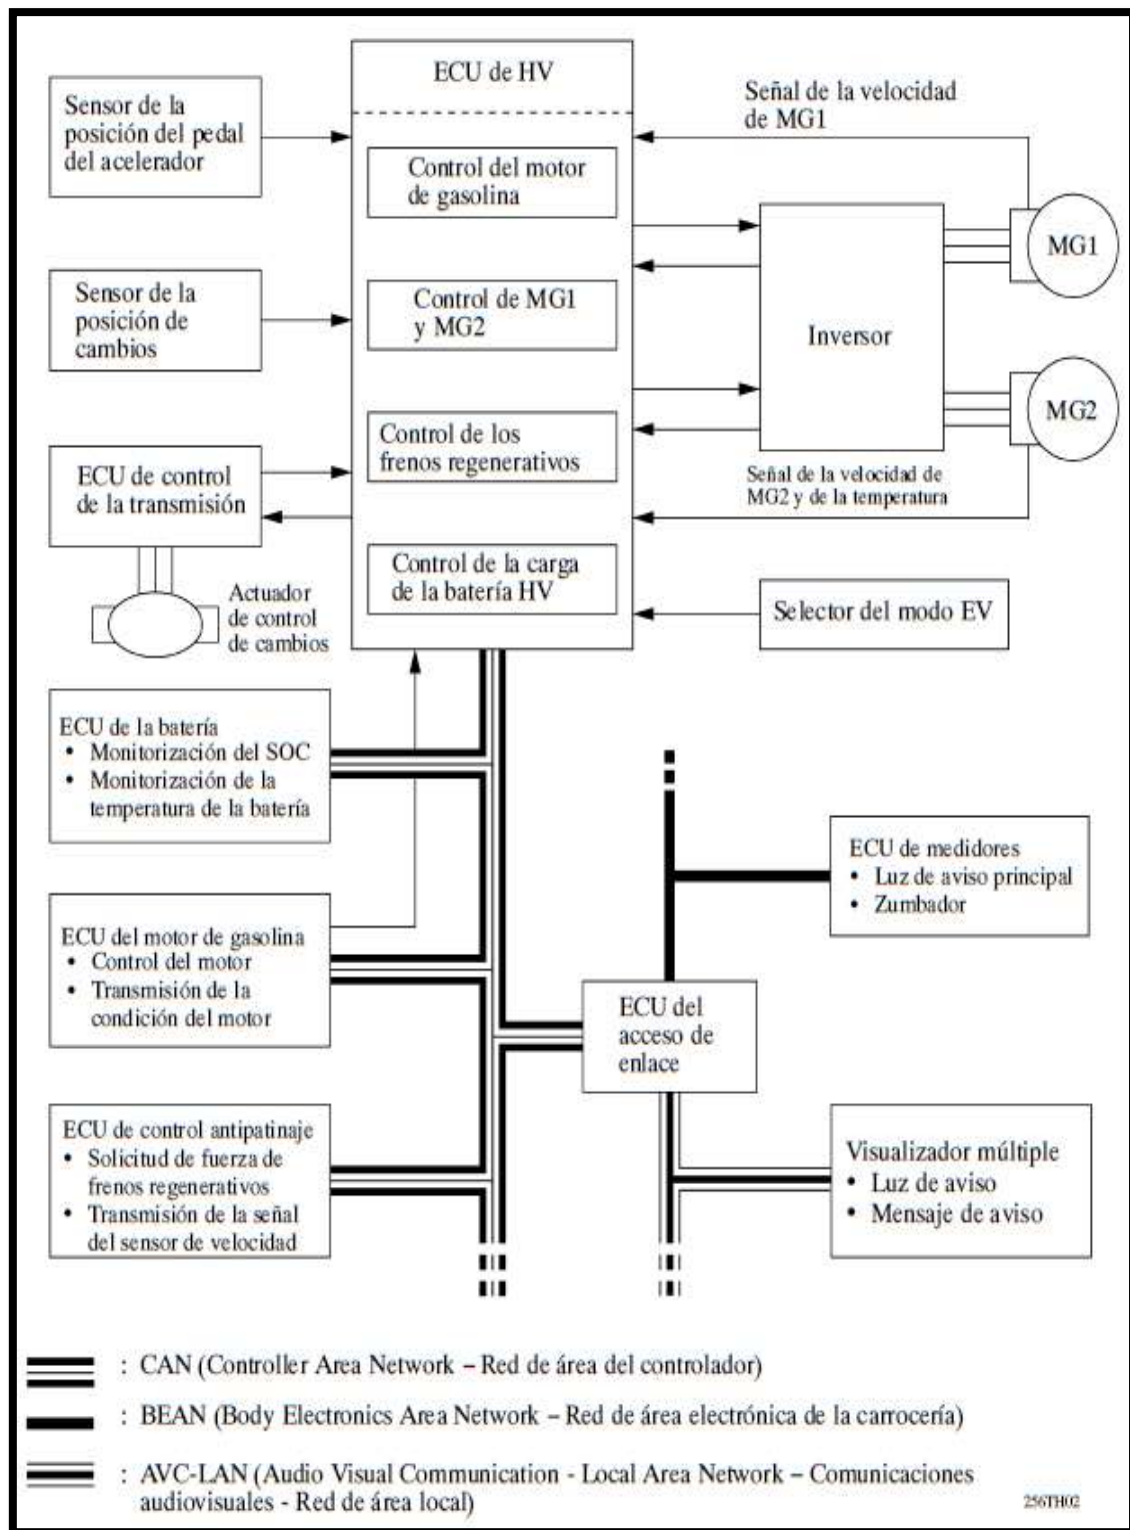 ECU de HV
Sensor de la
posición del pedal
del acelerador
Señal de la velocidad
de MG1
Control del motor
de gasolina
MG1
Sensor de la
posición de
cambios
Control de MG1
y MG2
Inversor
MG2
Control de los
frenos regenerativos
ECU de control
de la transmisión
Señal de la velocidad de
MG2 y de la temperatura
Control de la carga
de la batería HV
Actuador
de control
de cambios
Selector del modo EV
ECU de la batería
• Monitorización del SOC
• Monitorización de la
temperatura de la batería
ECU de medidores
• Luz de aviso principal
• Zumbador
ECU del motor de gasolina
• Control del motor
• Transmisión de la
condición del motor
ECU del
acceso de
enlace
ECU de control antipatinaje
• Solicitud de fuerza de
frenos regenerativos
• Transmisión de la señal
del sensor de velocidad
Visualizador múltiple
• Luz de aviso
• Mensaje de aviso
: CAN (Controller Area Network – Red de área del controlador)
: BEAN (Body Electronics Area Network – Red de área electrónica de la carrocería)
: AVC-LAN (Audio Visual Communication - Local Area Network – Comunicaciones
audiovisuales - Red de área local)
256TH02